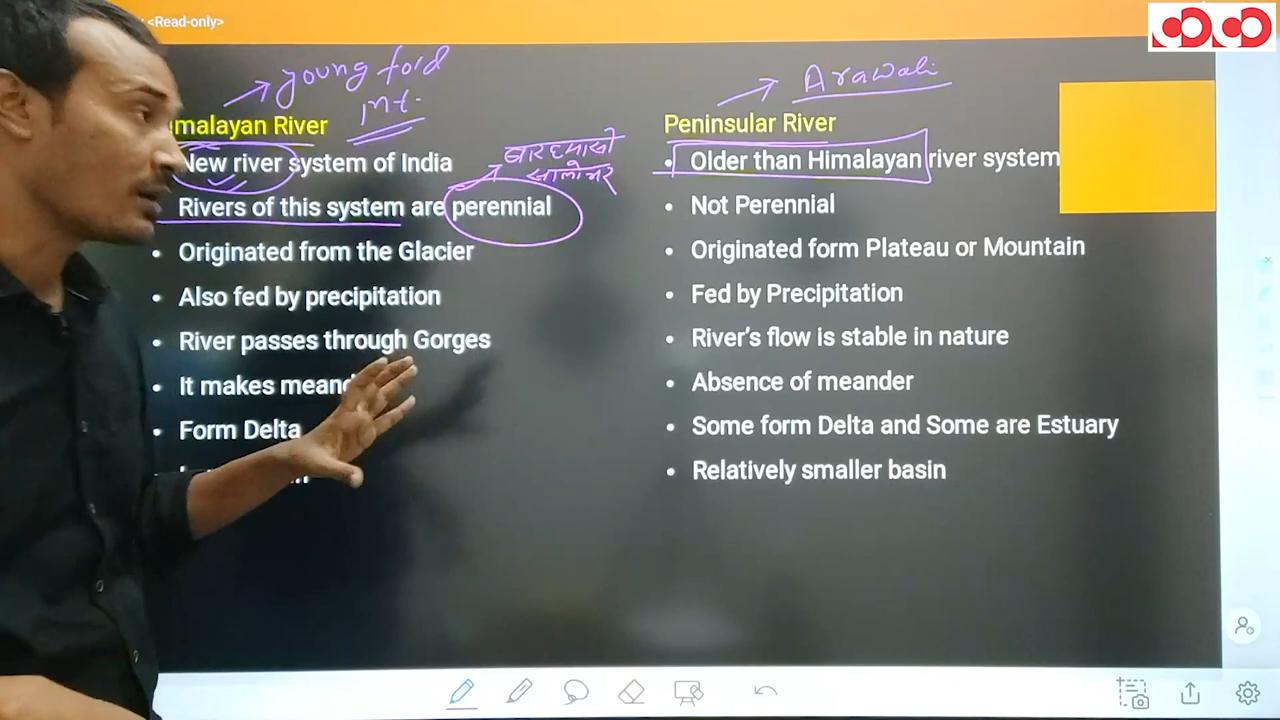 <Read-only>
young fold
mt.
Himalayan River
New river system of India
बारहमासी
सालोभर
Rivers of this system are perennial
Originated from the Glacier
Also fed by precipitation
River passes through Gorges
It makes
Form Delta
Arawali
Peninsular River
Older than Himalayan river system
Not Perennial
Originated form Plateau or Mountain
Fed by Precipitation
River's flow is stable in nature
Absence of meander
Some form Delta and Some are Estuary
Relatively smaller basin